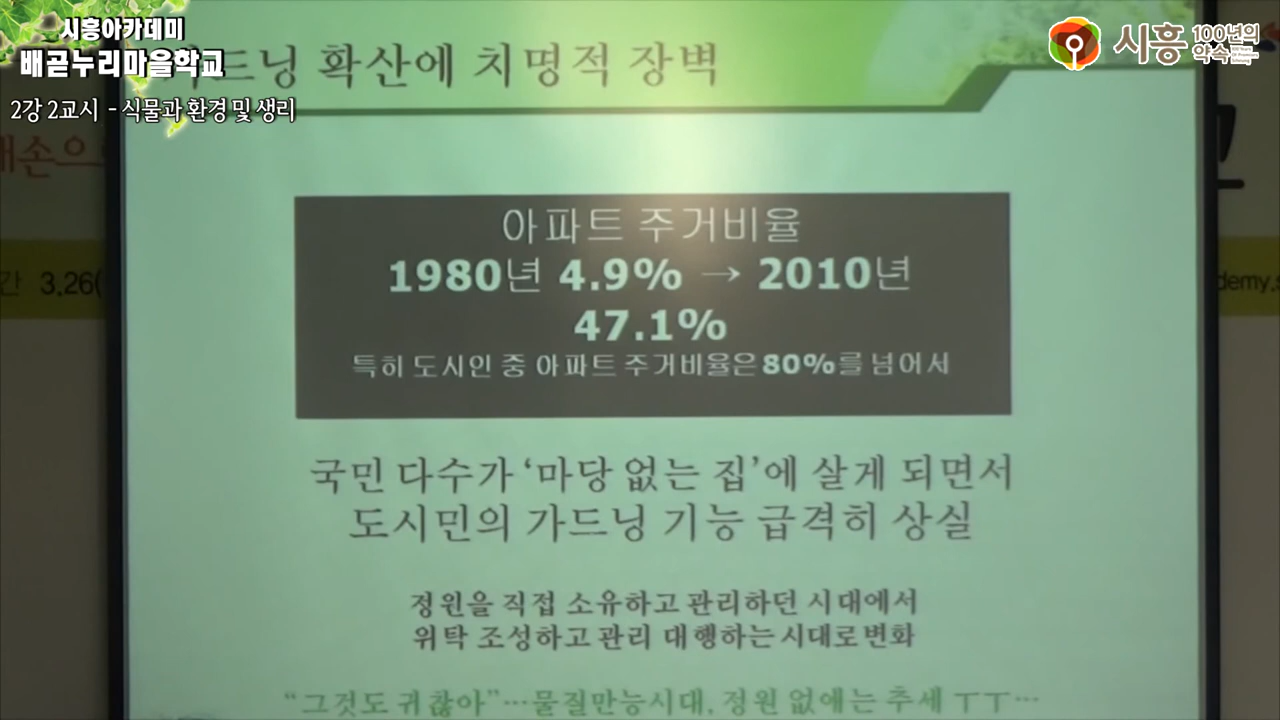 시흥아카데미
배곧누리마을학교
2강 2교시 - 식물과 환경 및 생리
시흥 100년의 약속
드닝 확산에 치명적 장벽
아파트 주거비율
1980년 4.9% → 2010년
47.1%
특히 도시인 중 아파트 주거비율은 80%를 넘어서
국민 다수가 ‘마당 없는 집’에 살게 되면서
도시민의 가드닝 기능 급격히 상실
정원을 직접 소유하고 관리하던 시대에서
위탁 조성하고 관리 대행하는 시대로 변화
“그것도 귀찮아”…물질만능시대, 정원 없애는 추세 ㅜㅜ…
내손으
간 3.26(
demy.s